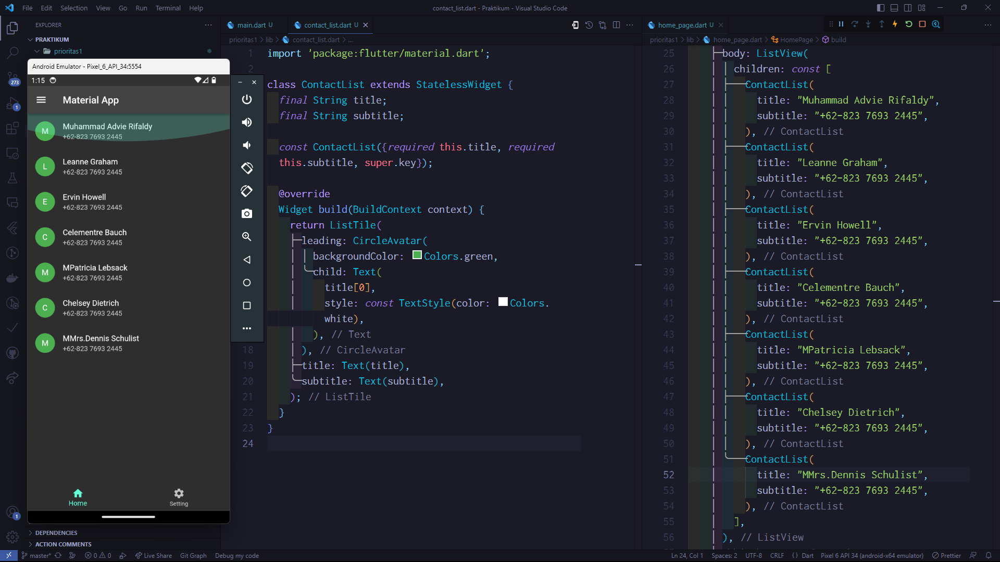 File Edit Selection View Go Run Terminal Help
contact_list.dart - Praktikum - Visual Studio Code
EXPLORER
PRAKTIKUM
prioritas1
273
1
1
Android Emulator - Pixel_6_API_34:5554
1:15
Material App
M
Muhammad Advie Rifaldy
+62-823 7693 2445
L
Leanne Graham
+62-823 7693 2445
E
Ervin Howell
+62-823 7693 2445
C
Celementre Bauch
+62-823 7693 2445
M
MPatricia Lebsack
+62-823 7693 2445
C
Chelsey Dietrich
+62-823 7693 2445
M
MMrs.Dennis Schulist
+62-823 7693 2445
Home
Setting
DEPENDENCIES
ACTION COMMENTS
main.dart U
contact_list.dart U
prioritas1 > lib > contact_list.dart > ...
1 import 'package:flutter/material.dart';
2
class ContactList extends StatelessWidget {
final String title;
final String subtitle;
const ContactList({required this.title, required
this.subtitle, super.key});
@override
Widget build(BuildContext context) {
return ListTile(
leading: CircleAvatar(
backgroundColor: Colors.green,
child: Text(
title[0],
style: const TextStyle(color: Colors.
white),
), // Text
18 ), // CircleAvatar
19 title: Text(title),
20 subtitle: Text(subtitle),
21 ); // ListTile
22 }
23 }
24
home_page.dart U
prioritas1 > lib > home_page.dart > HomePage > build
25 body: ListView(
26 children: const [
27 ContactList(
28 title: "Muhammad Advie Rifaldy",
29 subtitle: "+62-823 7693 2445",
30 ), // ContactList
31 ContactList(
32 title: "Leanne Graham",
33 subtitle: "+62-823 7693 2445",
34 ), // ContactList
35 ContactList(
36 title: "Ervin Howell",
37 subtitle: "+62-823 7693 2445",
38 ), // ContactList
39 ContactList(
40 title: "Celementre Bauch",
41 subtitle: "+62-823 7693 2445",
42 ), // ContactList
43 ContactList(
44 title: "MPatricia Lebsack",
45 subtitle: "+62-823 7693 2445",
46 ), // ContactList
47 ContactList(
48 title: "Chelsey Dietrich",
49 subtitle: "+62-823 7693 2445",
50 ), // ContactList
51 ContactList(
52 title: "MMrs.Dennis Schulist",
53 subtitle: "+62-823 7693 2445",
54 ), // ContactList
55 ],
56 ), // ListView
master* 0 0 Live Share Git Graph Debug my code
Ln 24, Col 1 Spaces: 2 UTF-8 CRLF { } Dart Pixel 6 API 34 (android-x64 emulator) Prettier